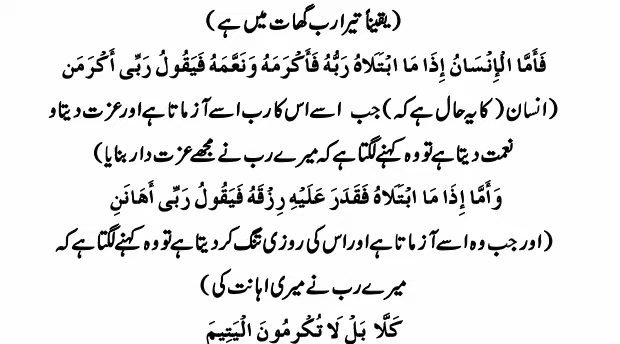 (یقیناً تیرا رب گھات میں ہے)
فَأَمَّا الْإِنْسَانُ إِذَا مَا ابْتَلَاهُ رَبُّهُ فَأَكْرَمَهُ وَنَعَّمَهُ فَيَقُولُ رَبِّى أَكْرَمَن
(انسان ( کا یہ حال ہے کہ ) جب اسے اس کا رب اسے آزماتا ہے اور عزت دیتا و
نعمت دیتا ہے تو وہ کہنے لگتا ہے کہ میرے رب نے مجھے عزت دار بنایا)
وَأَمَّا إِذَا مَا ابْتَلَاهُ فَقَدَرَ عَلَيْهِ رِزْقَهُ فَيَقُولُ رَبِّى أَهَانَنِ
(اور جب وہ اسے آزماتا ہے اور اس کی روزی تنگ کر دیتا ہے تو وہ کہنے لگتا ہے کہ
میرے رب نے میری اہانت کی)
كَلَّا بَلْ لَا تُكْرِمُونَ الْيَتِيمَ